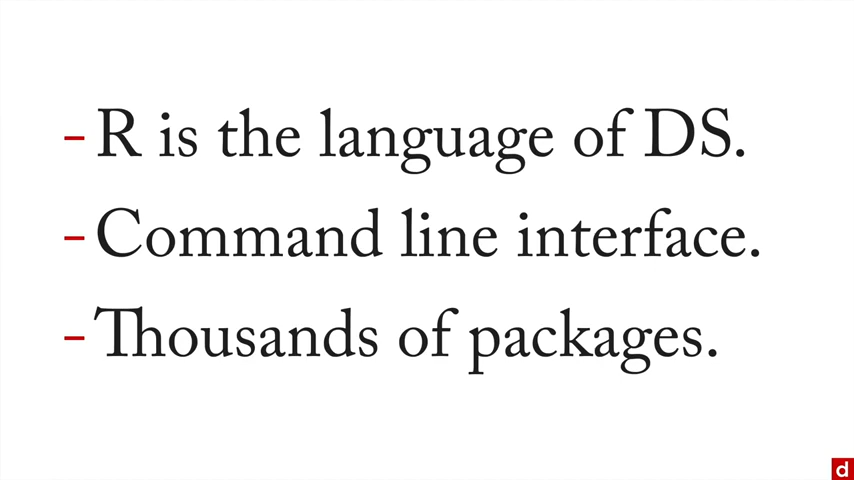 - R is the language of DS.
- Command line interface.
- Thousands of packages.
d